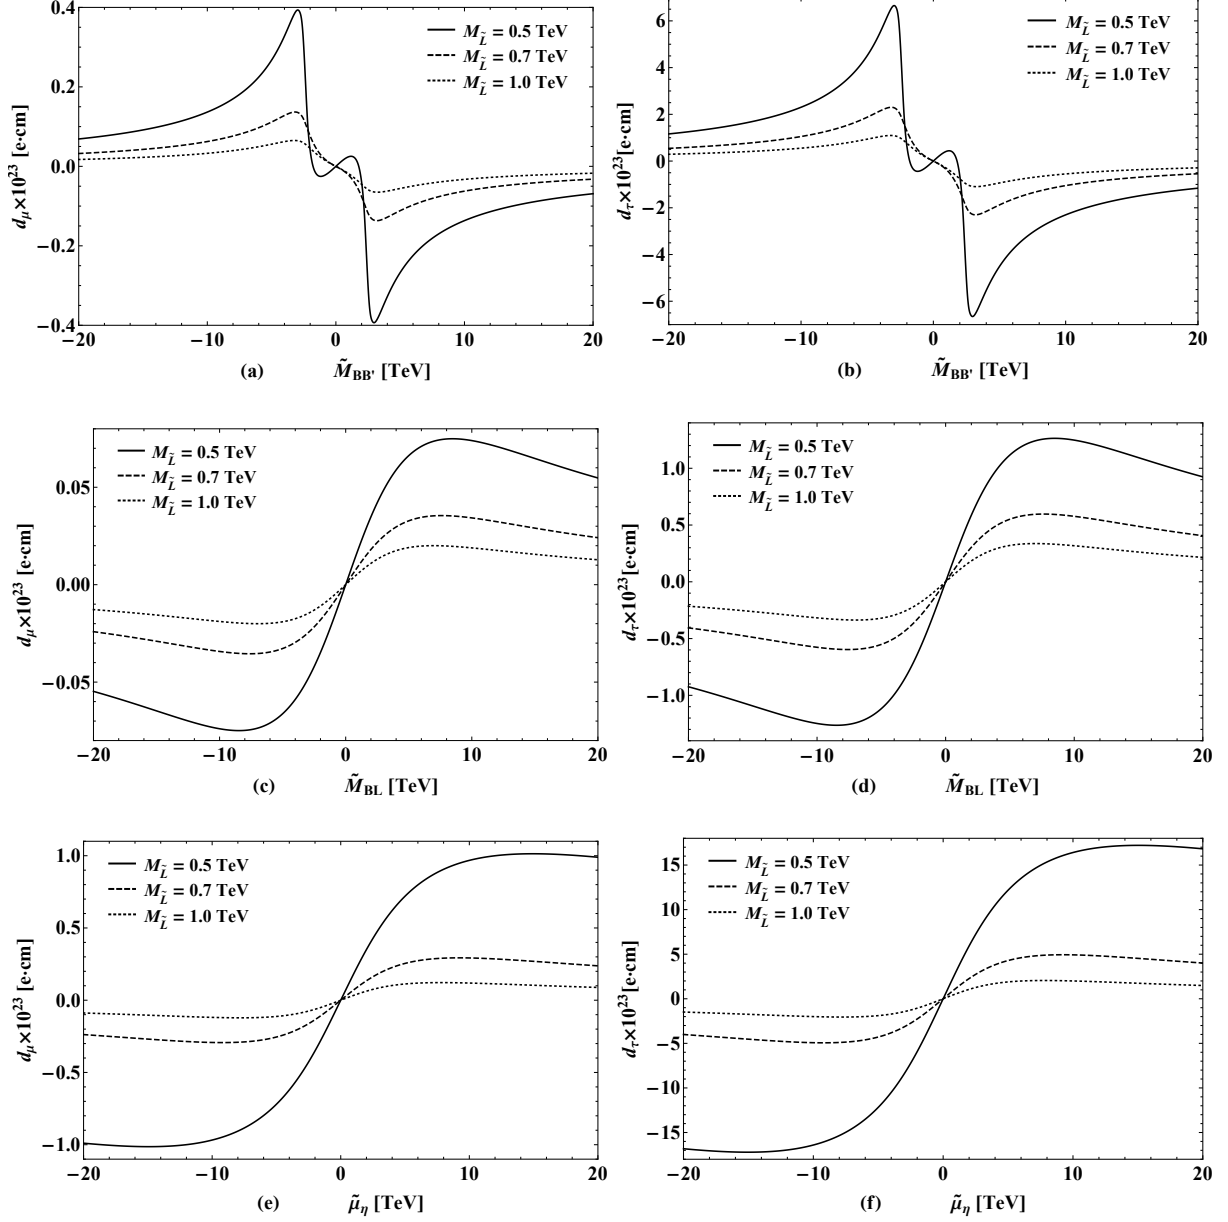 0.4
0.2
0.0
−0.2
−0.4
d_μ×10^23 [e·cm]
M_L̃ = 0.5 TeV
M_L̃ = 0.7 TeV
M_L̃ = 1.0 TeV
−20 −10 0 10 20
(a) M̃_BB' [TeV]
6
4
2
0
−2
−4
−6
d_τ×10^23[e·cm]
M_L̃ = 0.5 TeV
M_L̃ = 0.7 TeV
M_L̃ = 1.0 TeV
−20 −10 0 10 20
(b) M̃_BB' [TeV]
0.05
0.00
−0.05
d_μ×10^23 [e·cm]
M_L̃ = 0.5 TeV
M_L̃ = 0.7 TeV
M_L̃ = 1.0 TeV
−20 −10 0 10 20
(c) M̃_BL [TeV]
1.0
0.5
0.0
−0.5
−1.0
d_τ×10^23[e·cm]
M_L̃ = 0.5 TeV
M_L̃ = 0.7 TeV
M_L̃ = 1.0 TeV
−20 −10 0 10 20
(d) M̃_BL [TeV]
1.0
0.5
0.0
−0.5
−1.0
d_μ×10^23 [e·cm]
M_L̃ = 0.5 TeV
M_L̃ = 0.7 TeV
M_L̃ = 1.0 TeV
−20 −10 0 10 20
(e) μ̃_η [TeV]
15
10
5
0
−5
−10
−15
d_τ×10^23[e·cm]
M_L̃ = 0.5 TeV
M_L̃ = 0.7 TeV
M_L̃ = 1.0 TeV
−20 −10 0 10 20
(f) μ̃_η [TeV]